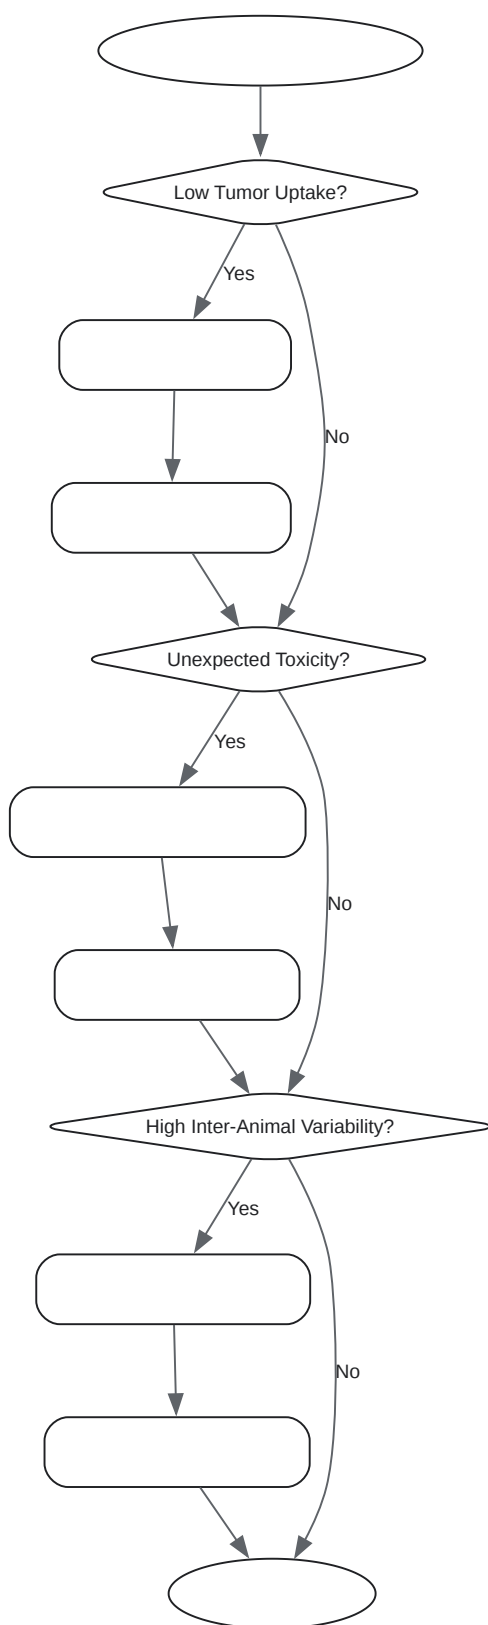 Low Tumor Uptake?
Yes
No
Unexpected Toxicity?
Yes
No
High Inter-Animal Variability?
Yes
No